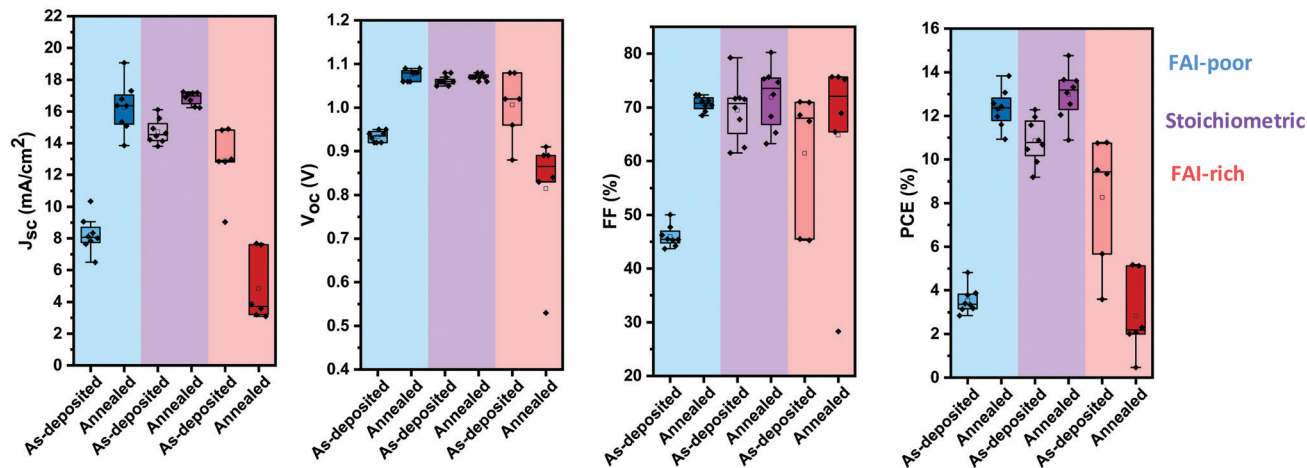 20
18
16
14
12
10
8
6
4
2
0
J_SC (mA/cm²)
As-deposited
Annealed
As-deposited
Annealed
As-deposited
Annealed
1.2
1.1
1.0
0.9
0.8
0.7
0.6
0.5
0.4
V_OC (V)
As-deposited
Annealed
As-deposited
Annealed
As-deposited
Annealed
80
70
60
50
40
30
20
FF (%)
As-deposited
Annealed
As-deposited
Annealed
As-deposited
Annealed
16
14
12
10
8
6
4
2
0
PCE (%)
As-deposited
Annealed
As-deposited
Annealed
As-deposited
Annealed
FAI-poor
Stoichiometric
FAI-rich